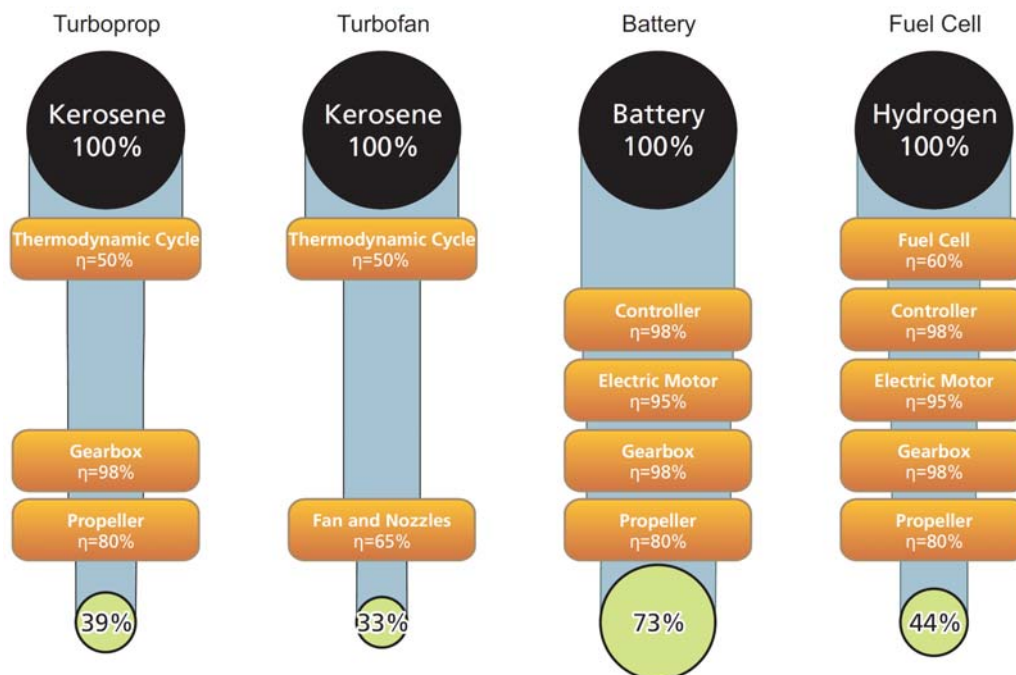 Turboprop
Turbofan
Battery
Fuel Cell
Kerosene
100%
Kerosene
100%
Battery
100%
Hydrogen
100%
Thermodynamic Cycle
η=50%
Thermodynamic Cycle
η=50%
Fuel Cell
η=60%
Controller
η=98%
Controller
η=98%
Electric Motor
η=95%
Electric Motor
η=95%
Gearbox
η=98%
Gearbox
η=98%
Gearbox
η=98%
Propeller
η=80%
Fan and Nozzles
η=65%
Propeller
η=80%
Propeller
η=80%
39%
33%
73%
44%